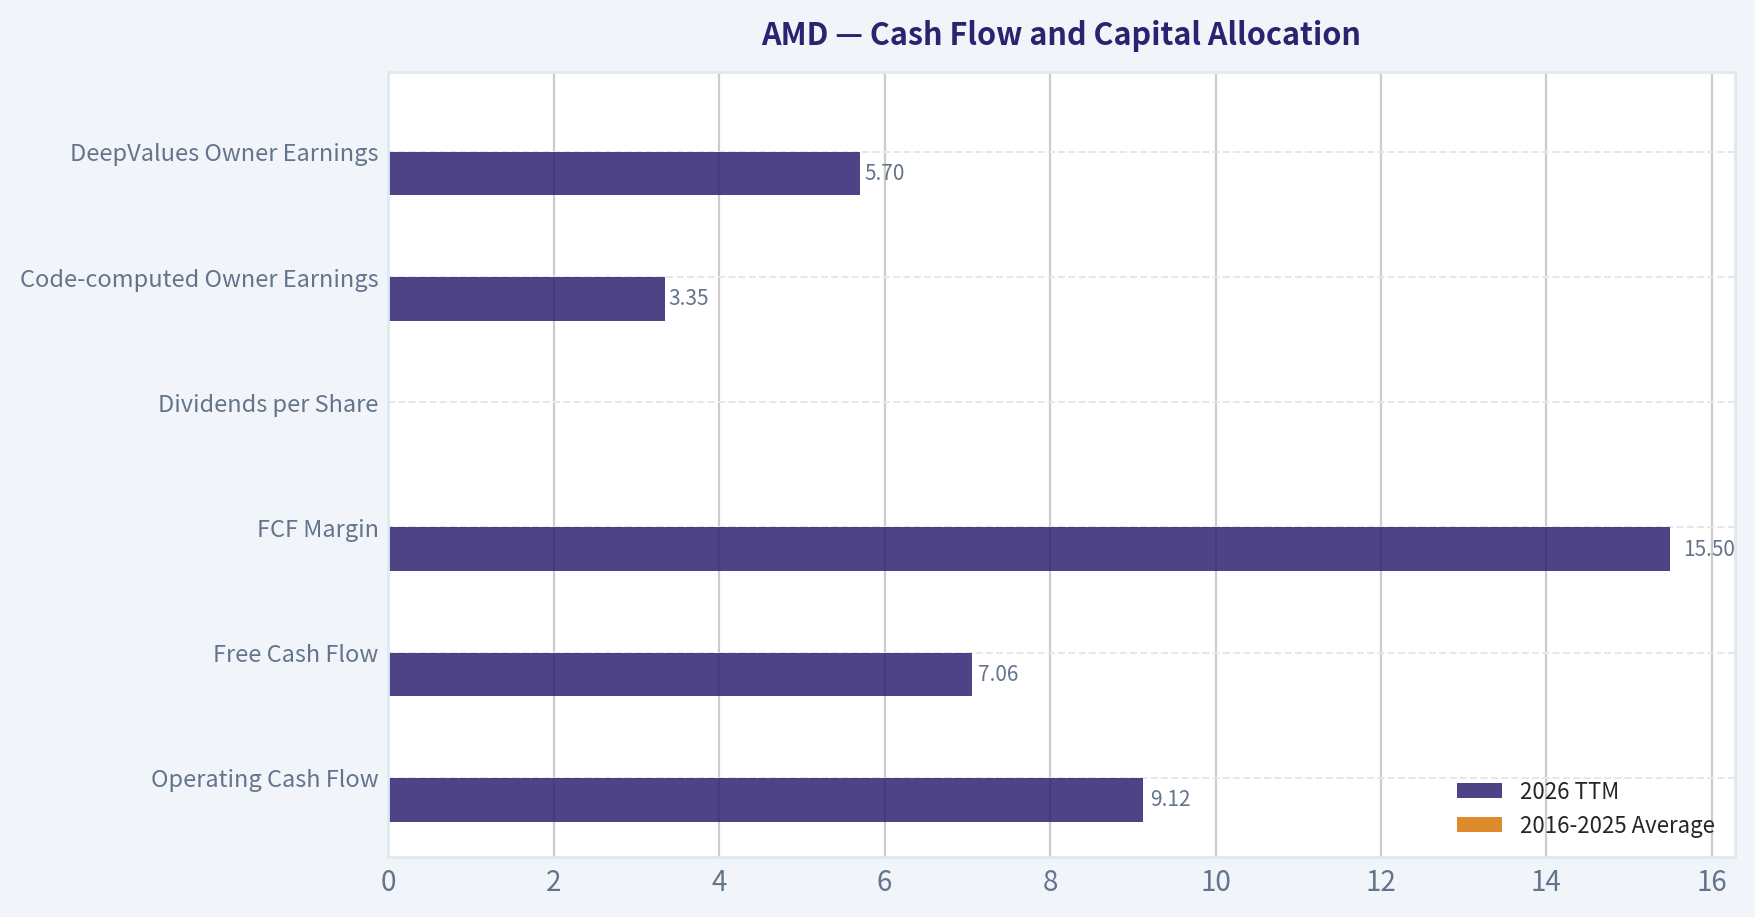 AMD — Cash Flow and Capital Allocation
DeepValues Owner Earnings
5.70
Code-computed Owner Earnings
3.35
Dividends per Share
FCF Margin
15.50
Free Cash Flow
7.06
Operating Cash Flow
9.12
2026 TTM
2016-2025 Average
0 2 4 6 8 10 12 14 16